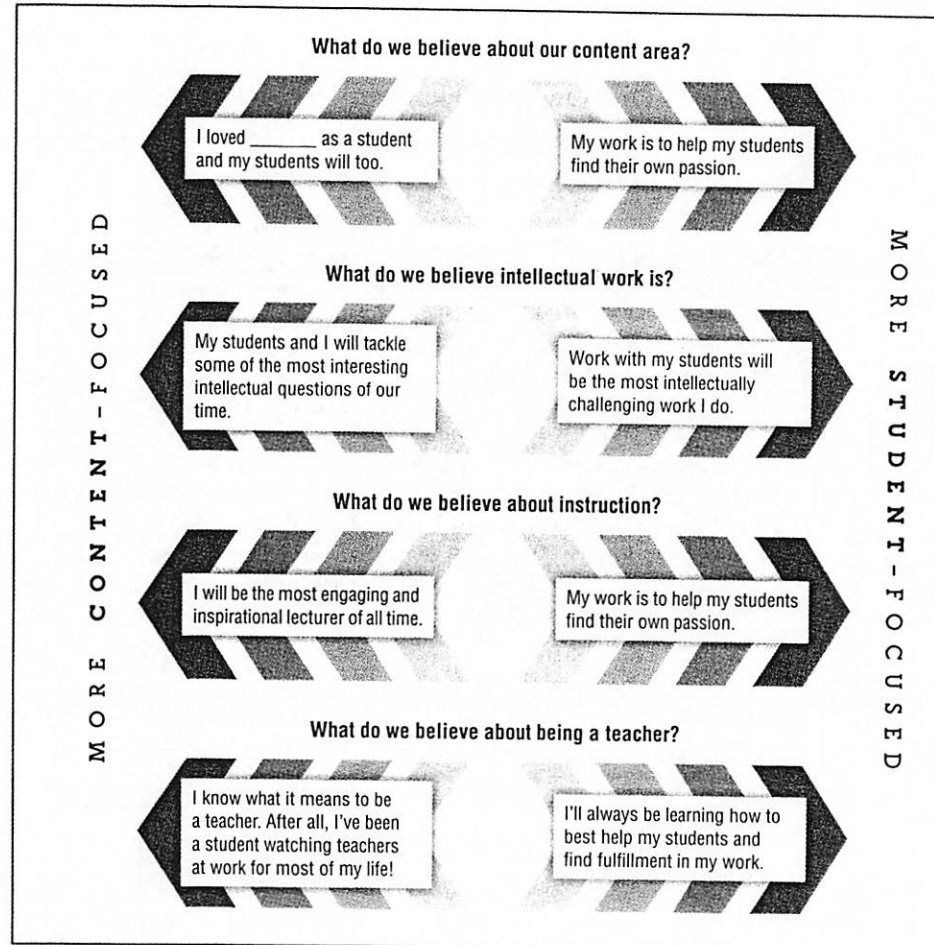 What do we believe about our content area?
I loved _______ as a student
and my students will too.
My work is to help my students
find their own passion.
What do we believe intellectual work is?
My students and I will tackle
some of the most interesting
intellectual questions of our
time.
Work with my students will
be the most intellectually
challenging work I do.
What do we believe about instruction?
I will be the most engaging and
inspirational lecturer of all time.
My work is to help my students
find their own passion.
What do we believe about being a teacher?
I know what it means to be
a teacher. After all, I've been
a student watching teachers
at work for most of my life!
I'll always be learning how to
best help my students and
find fulfillment in my work.
MORE CONTENT-FOCUSED
MORE STUDENT-FOCUSED